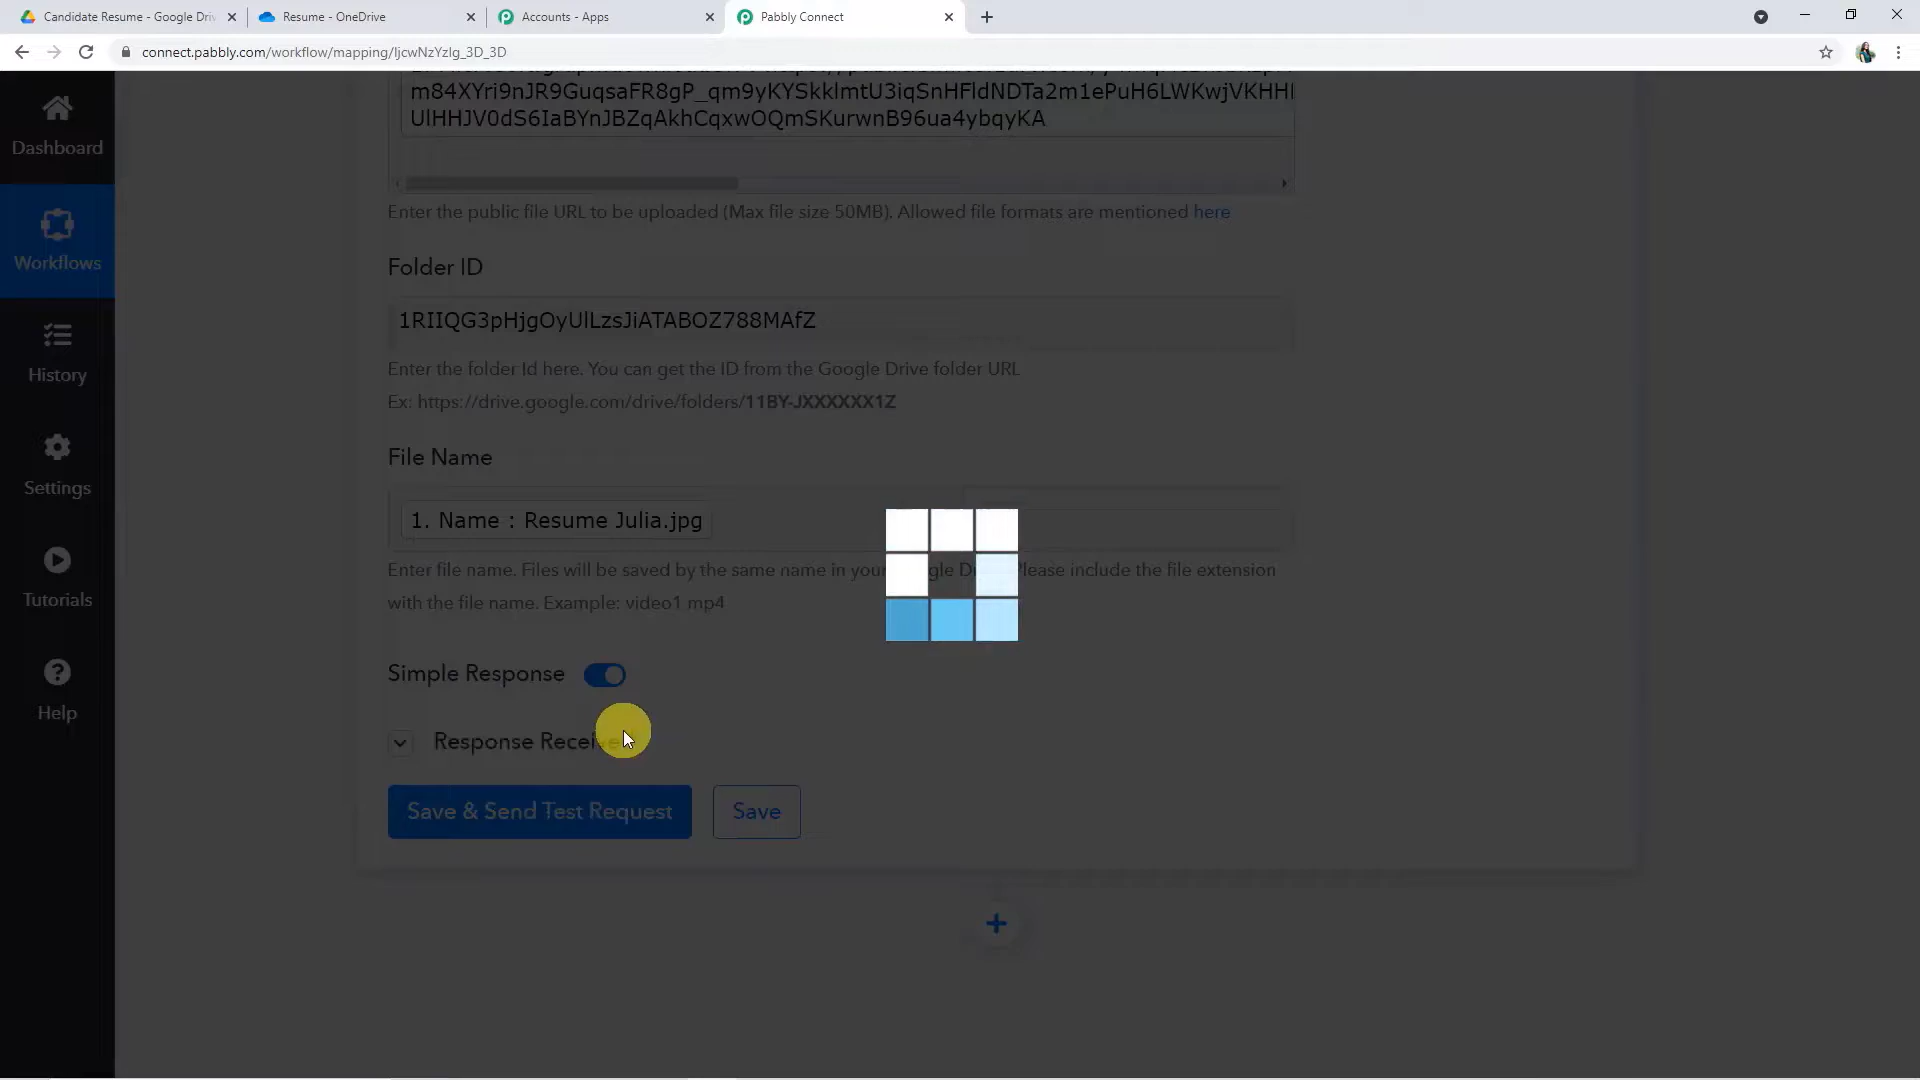 Candidate Resume - Google Dri
Resume - OneDrive
Accounts - Apps
Pabbly Connect
connect.pabbly.com/workflow/mapping/IjcwNzYzIg_3D_3D
Dashboard
Workflows
History
Settings
Tutorials
Help
UlHHJV0dS6IaBYnJBZqAkhCqxwOQmSKurwnB96ua4ybqyKA
Enter the public file URL to be uploaded (Max file size 50MB). Allowed file formats are mentioned here
Folder ID
1RIIQG3pHjgOyUlLzsJiATABOZ788MAfZ
Enter the folder Id here. You can get the ID from the Google Drive folder URL
Ex: https://drive.google.com/drive/folders/11BY-JXXXXXX1Z
File Name
1. Name : Resume Julia.jpg
Enter file name. Files will be saved by the same name in your gle D Please include the file extension
with the file name. Example: video1 mp4
Simple Response
Response Recei
Save & Send Test Request
Save